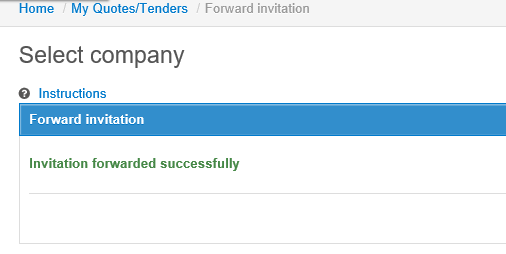 Home / My Quotes/Tenders / Forward invitation
Select company
Instructions
Forward invitation
Invitation forwarded successfully